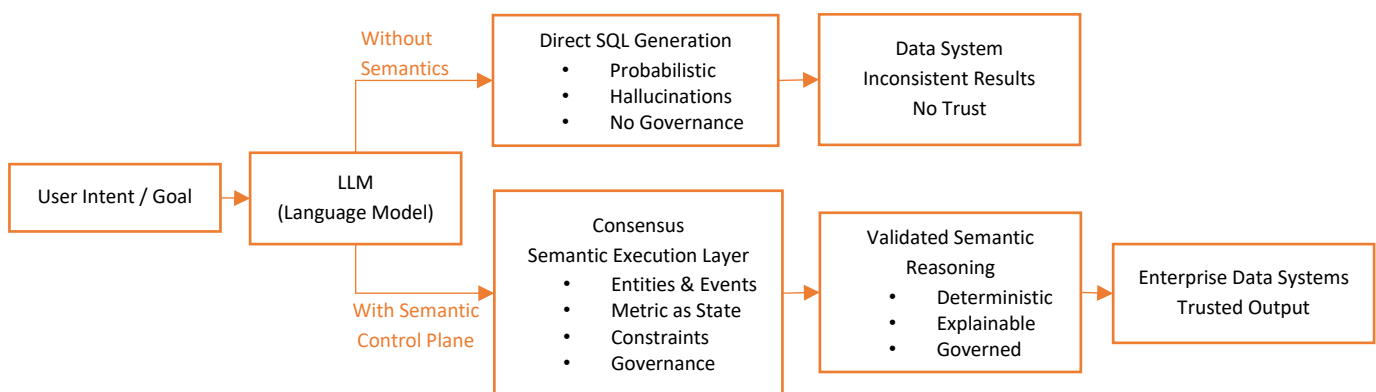 User Intent / Goal
LLM
(Language Model)
Without
Semantics
Direct SQL Generation
• Probabilistic
• Hallucinations
• No Governance
Data System
Inconsistent Results
No Trust
With Semantic
Control Plane
Consensus
Semantic Execution Layer
• Entities & Events
• Metric as State
• Constraints
• Governance
Validated Semantic
Reasoning
• Deterministic
• Explainable
• Governed
Enterprise Data Systems
Trusted Output